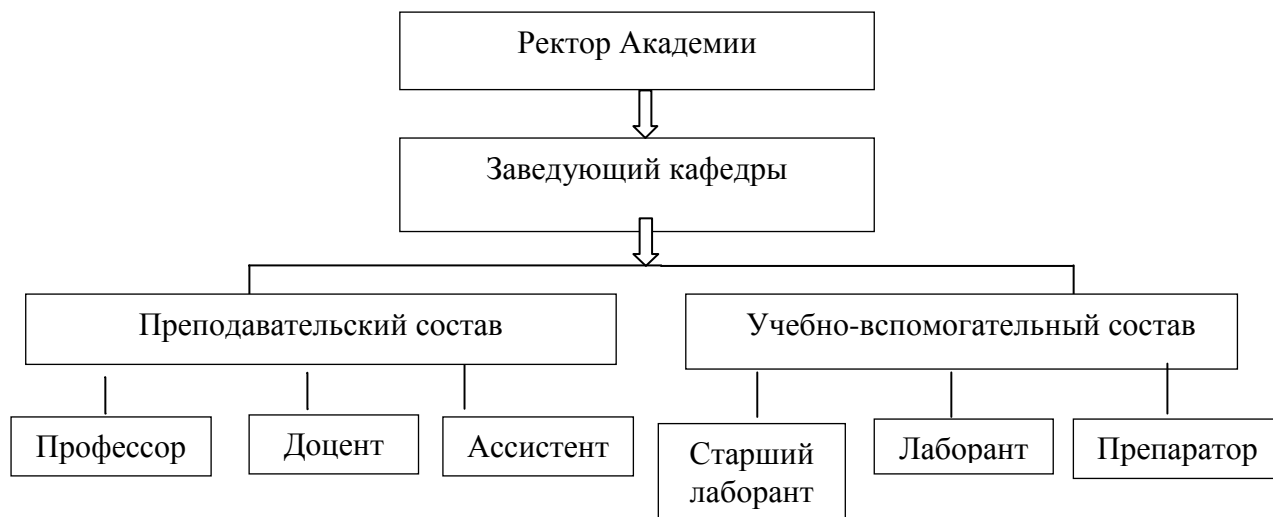 Ректор Академии
Заведующий кафедры
Преподавательский состав
Учебно-вспомогательный состав
Профессор
Доцент
Ассистент
Старший
лаборант
Лаборант
Препаратор